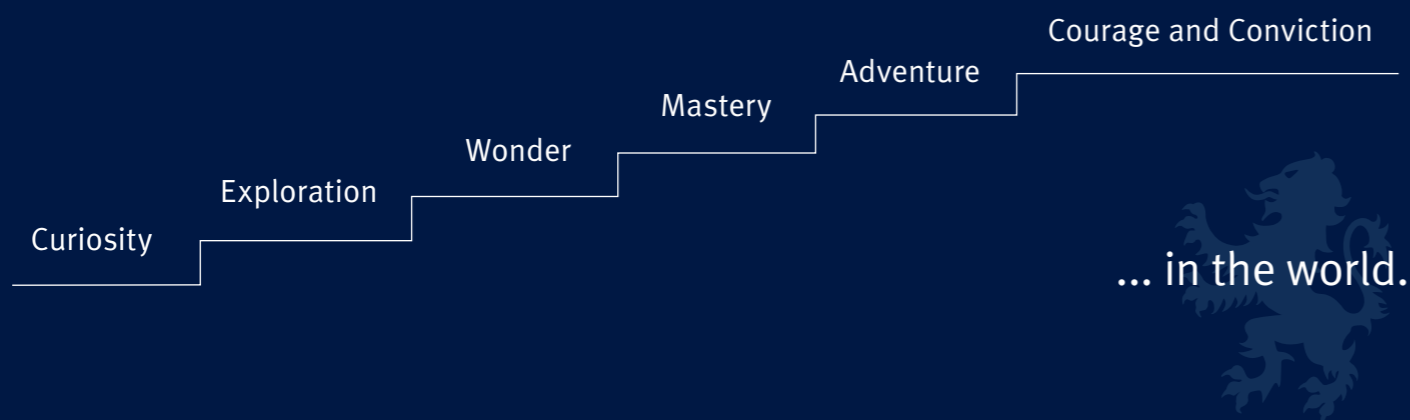 Curiosity
Exploration
Wonder
Mastery
Adventure
Courage and Conviction
... in the world.